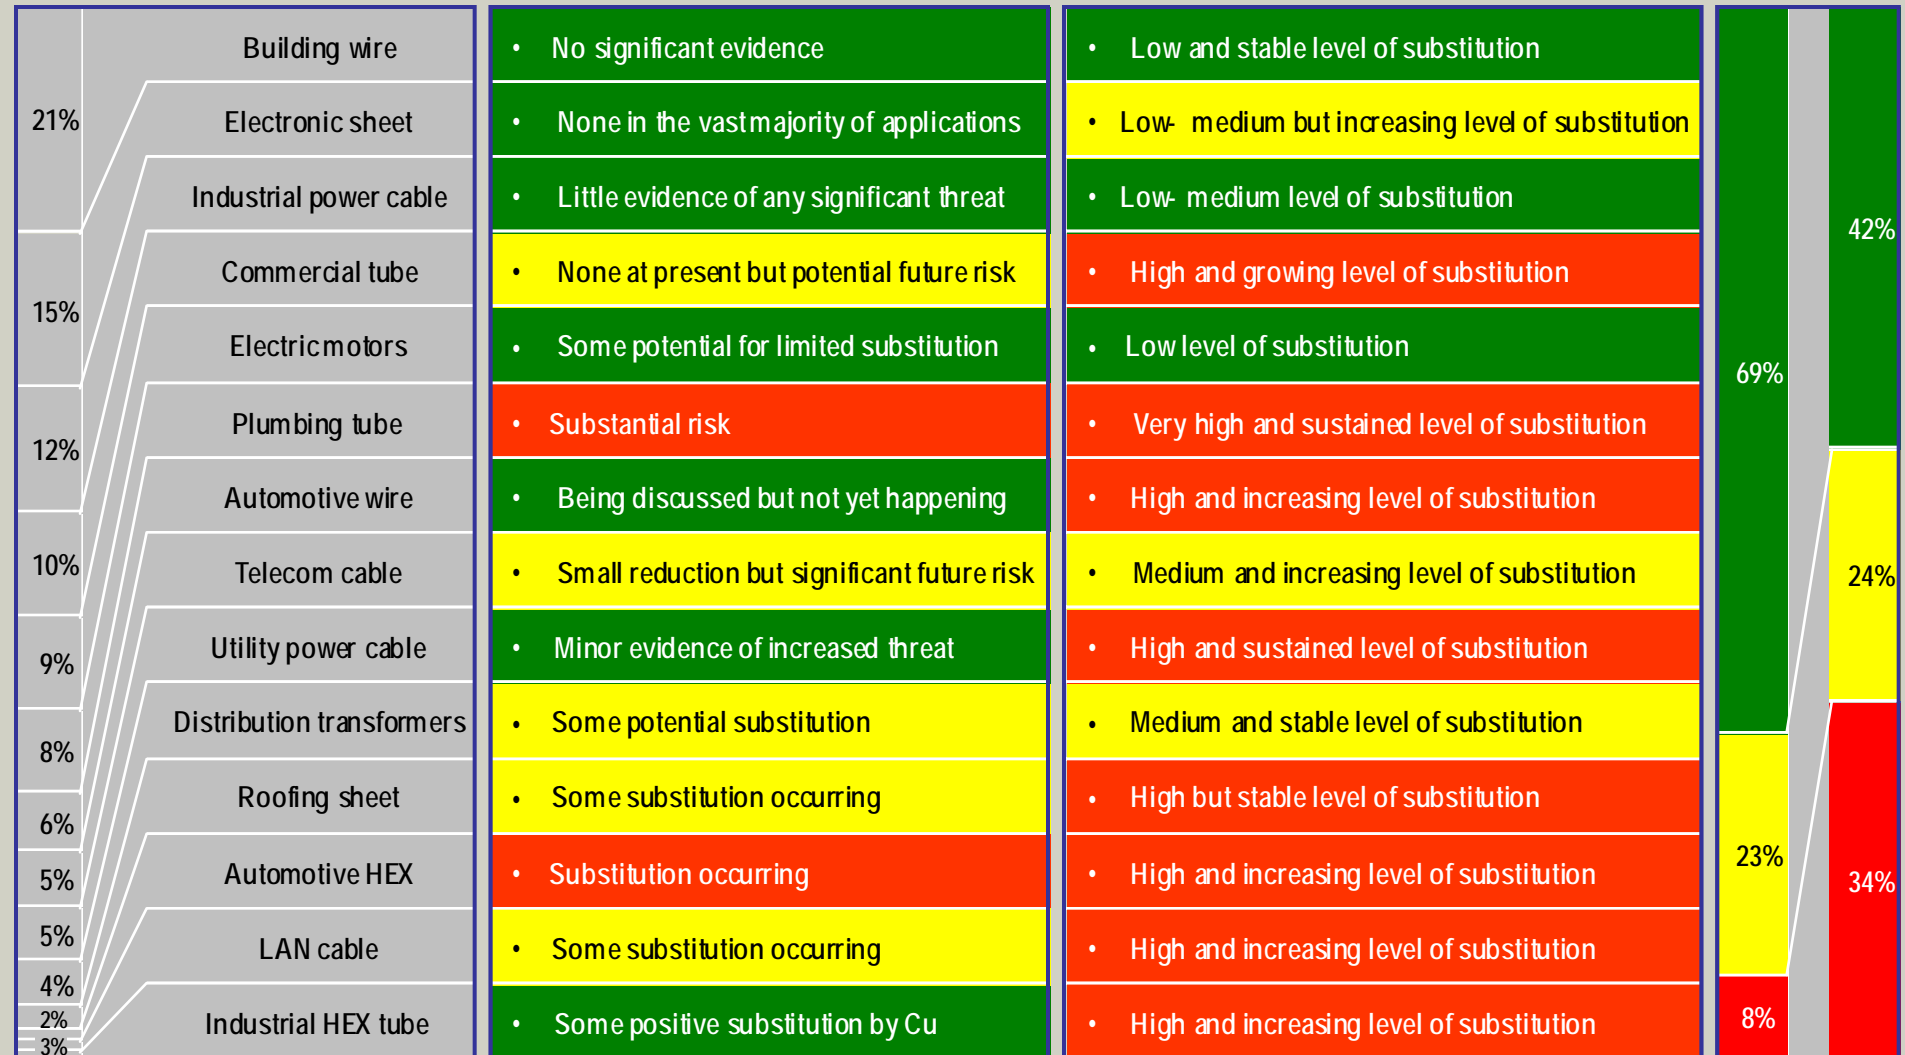 Building wire
• No significant evidence
• Low and stable level of substitution
21%
Electronic sheet
• None in the vast majority of applications
• Low- medium but increasing level of substitution
Industrial power cable
• Little evidence of any significant threat
• Low- medium level of substitution
42%
Commercial tube
• None at present but potential future risk
• High and growing level of substitution
15%
Electric motors
• Some potential for limited substitution
• Low level of substitution
69%
Plumbing tube
• Substantial risk
• Very high and sustained level of substitution
12%
Automotive wire
• Being discussed but not yet happening
• High and increasing level of substitution
10%
Telecom cable
• Small reduction but significant future risk
• Medium and increasing level of substitution
24%
Utility power cable
• Minor evidence of increased threat
• High and sustained level of substitution
9%
Distribution transformers
• Some potential substitution
• Medium and stable level of substitution
8%
Roofing sheet
• Some substitution occurring
• High but stable level of substitution
6%
23%
Automotive HEX
• Substitution occurring
• High and increasing level of substitution
5%
34%
LAN cable
• Some substitution occurring
• High and increasing level of substitution
5%
4%
2%
Industrial HEX tube
• Some positive substitution by Cu
• High and increasing level of substitution
8%
3%